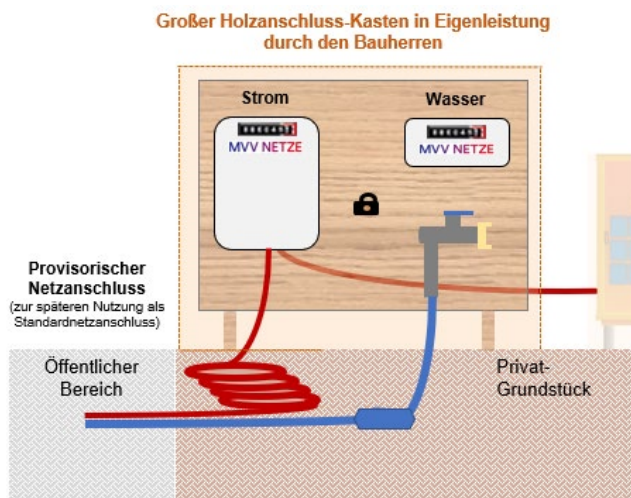 Großer Holzanschluss-Kasten in Eigenleistung
durch den Bauherren
Strom
Wasser
MVV NETZE
MVV NETZE
Provisorischer
Netzanschluss
(zur späteren Nutzung als
Standardnetzanschluss)
Öffentlicher
Bereich
Privat-
Grundstück